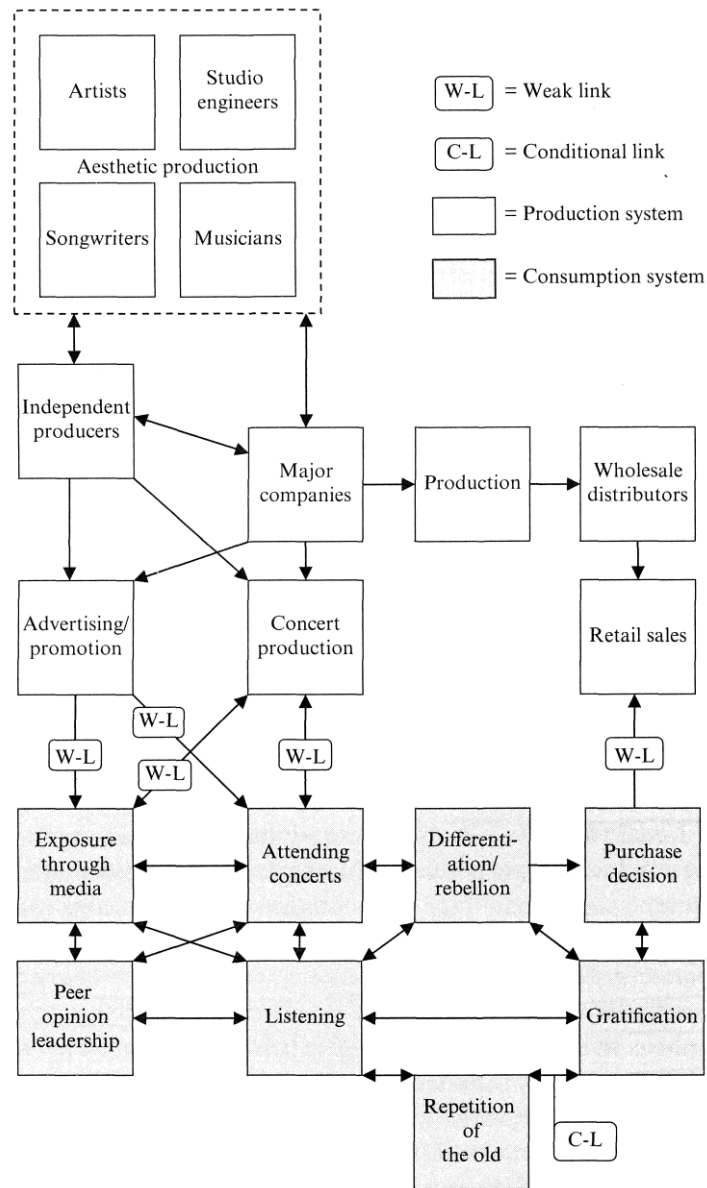 Artists
Studio
engineers
Aesthetic production
Songwriters
Musicians
W-L = Weak link
C-L = Conditional link
= Production system
= Consumption system
Independent
producers
Major
companies
Production
Wholesale
distributors
Advertising/
promotion
Concert
production
Retail sales
W-L
W-L
W-L
W-L
W-L
Exposure
through
media
Attending
concerts
Differenti-
ation/
rebellion
Purchase
decision
Peer
opinion
leadership
Listening
Gratification
Repetition
of
the old
C-L